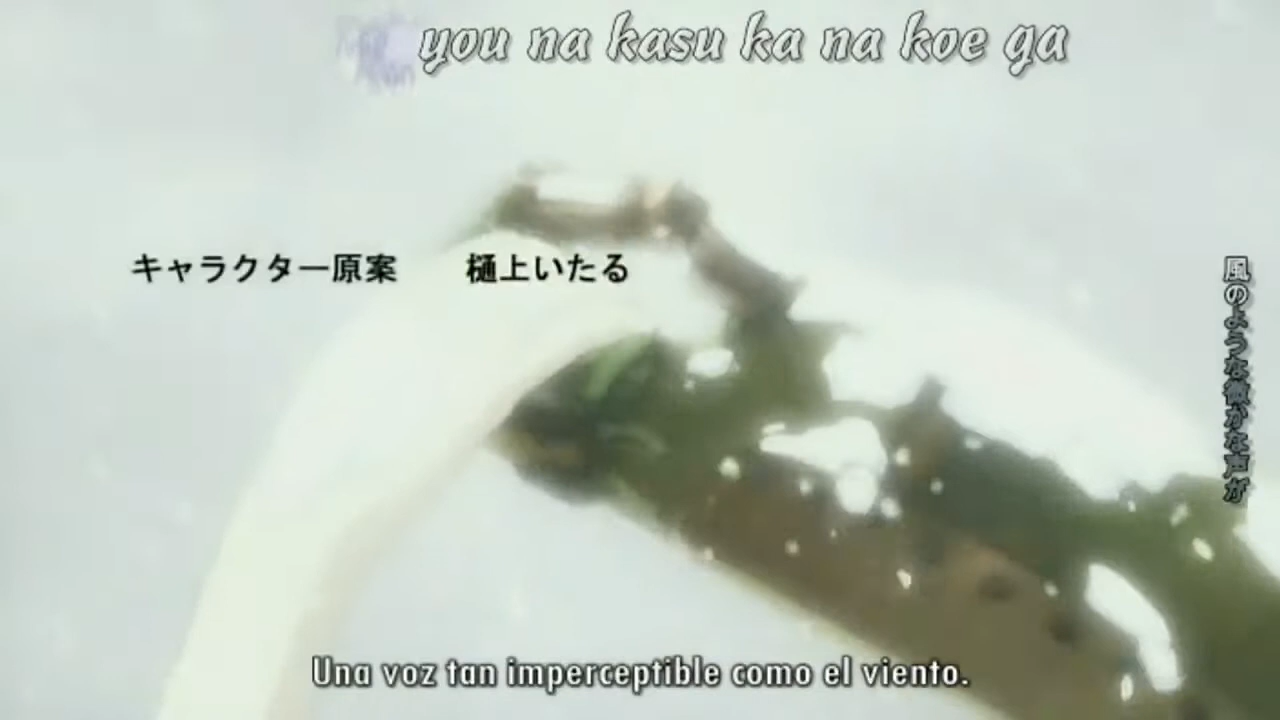 you na kasu ka na koe ga
キャラクター原案 樋上いたる
風のような微かな声が
Una voz tan imperceptible como el viento.